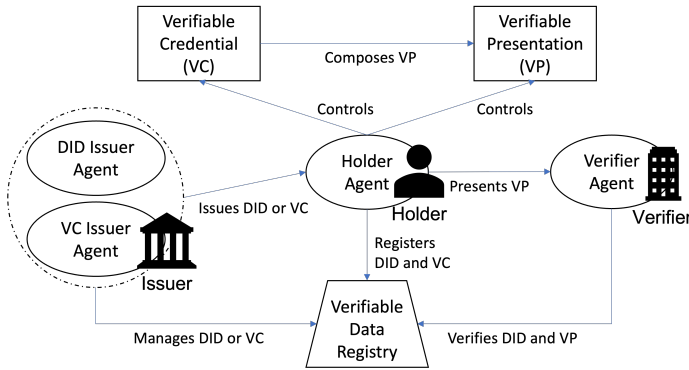 Verifiable
Credential
(VC)
Verifiable
Presentation
(VP)
Composes VP
Controls
Controls
DID Issuer
Agent
VC Issuer
Agent
Issuer
Issues DID or VC
Holder
Agent
Holder
Presents VP
Verifier
Agent
Verifier
Registers
DID and VC
Manages DID or VC
Verifiable
Data
Registry
Verifies DID and VP